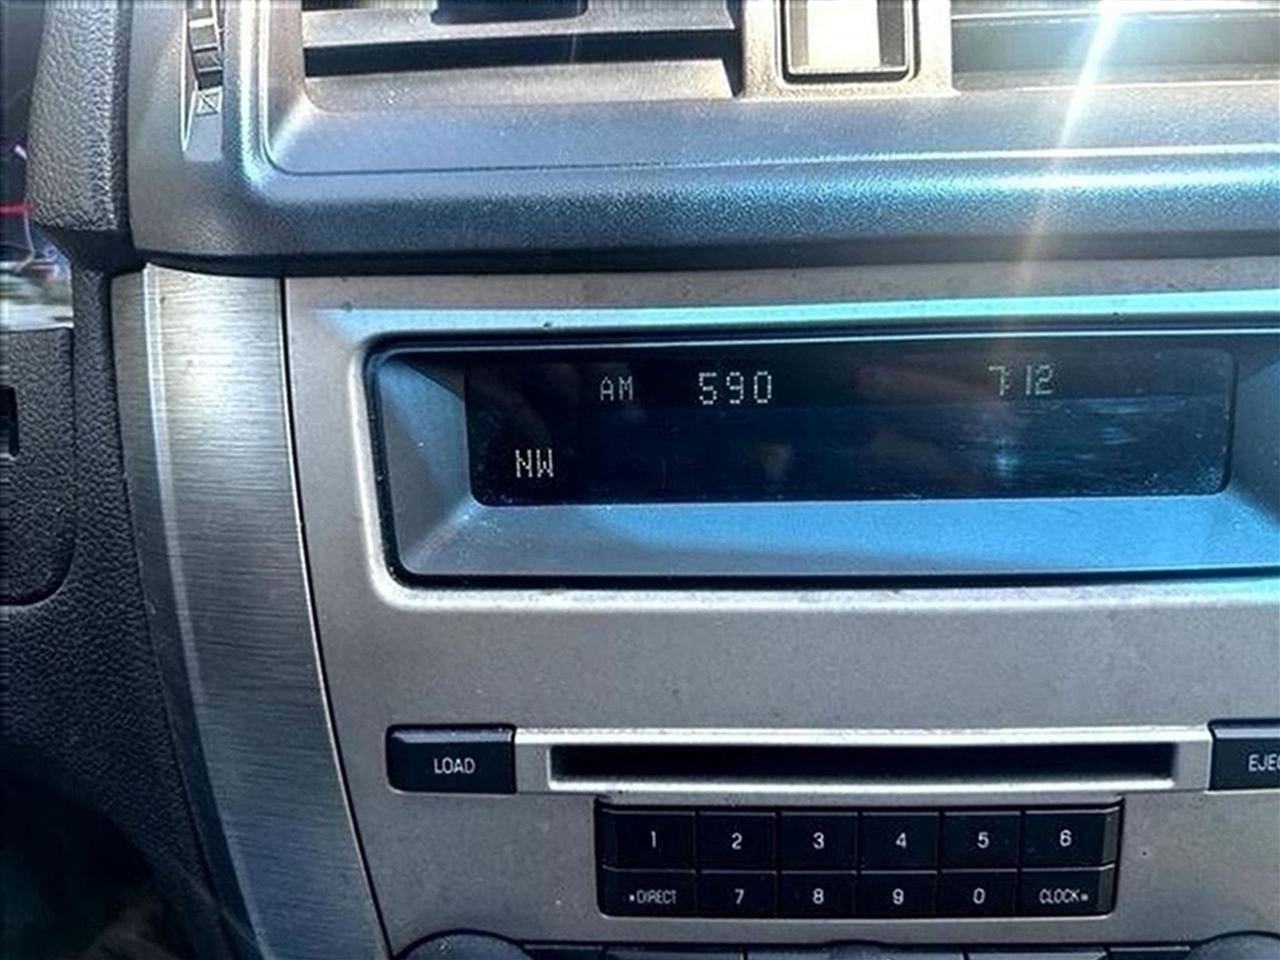 AM 590 7:12
NW
LOAD
1 2 3 4 5 6
DIRECT 7 8 9 0 CLOCK